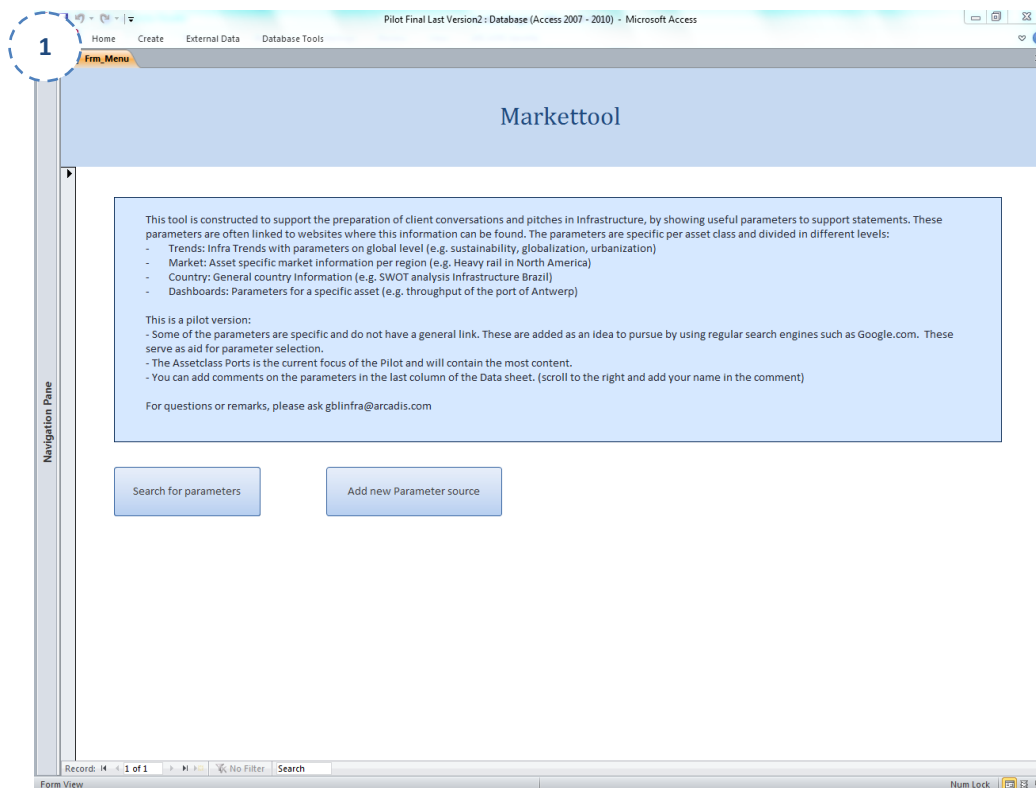 Pilot Final Last Version2 : Database (Access 2007 - 2010) - Microsoft Access
1
Home Create External Data Database Tools
Frm_Menu
Markettool
This tool is constructed to support the preparation of client conversations and pitches in Infrastructure, by showing useful parameters to support statements. These
parameters are often linked to websites where this information can be found. The parameters are specific per asset class and divided in different levels:
- Trends: Infra Trends with parameters on global level (e.g. sustainability, globalization, urbanization)
- Market: Asset specific market information per region (e.g. Heavy rail in North America)
- Country: General country Information (e.g. SWOT analysis Infrastructure Brazil)
- Dashboards: Parameters for a specific asset (e.g. throughput of the port of Antwerp)
This is a pilot version:
- Some of the parameters are specific and do not have a general link. These are added as an idea to pursue by using regular search engines such as Google.com. These
serve as aid for parameter selection.
- The Assetclass Ports is the current focus of the Pilot and will contain the most content.
- You can add comments on the parameters in the last column of the Data sheet. (scroll to the right and add your name in the comment)
For questions or remarks, please ask gblinfra@arcadis.com
Navigation Pane
Search for parameters
Add new Parameter source
Record: 1 of 1 No Filter Search
Form View Num Lock